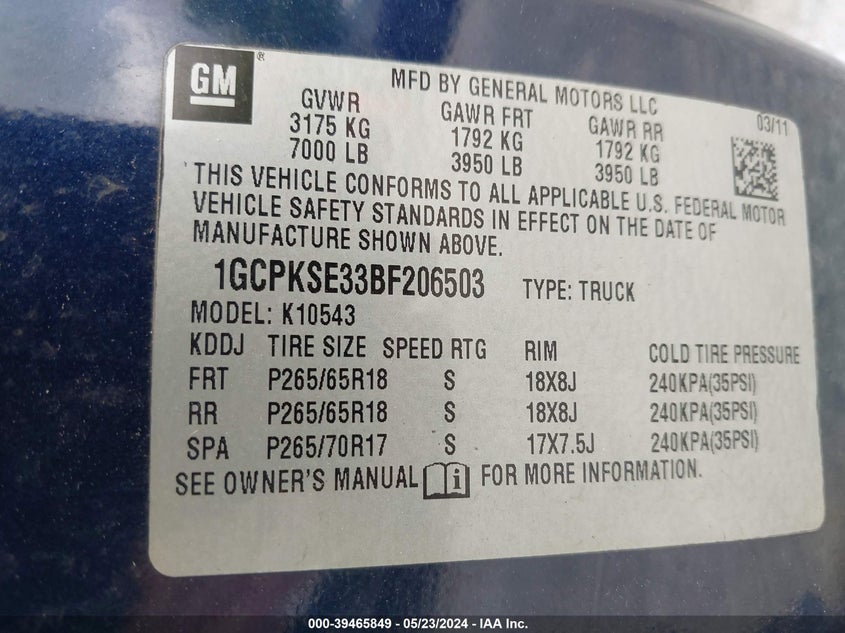 GM®
MFD BY GENERAL MOTORS LLC
GVWR GAWR FRT GAWR RR 03/11
3175 KG 1792 KG 1792 KG
7000 LB 3950 LB 3950 LB
THIS VEHICLE CONFORMS TO ALL APPLICABLE U.S. FEDERAL MOTOR
VEHICLE SAFETY STANDARDS IN EFFECT ON THE DATE OF
MANUFACTURE SHOWN ABOVE.
1GCPKSE33BF206503 TYPE: TRUCK
MODEL: K10543
KDDJ TIRE SIZE SPEED RTG RIM COLD TIRE PRESSURE
FRT P265/65R18 S 18X8J 240KPA(35PSI)
RR P265/65R18 S 18X8J 240KPA(35PSI)
SPA P265/70R17 S 17X7.5J 240KPA(35PSI)
SEE OWNER'S MANUAL i FOR MORE INFORMATION.
000-39465849 - 05/23/2024 - IAA Inc.